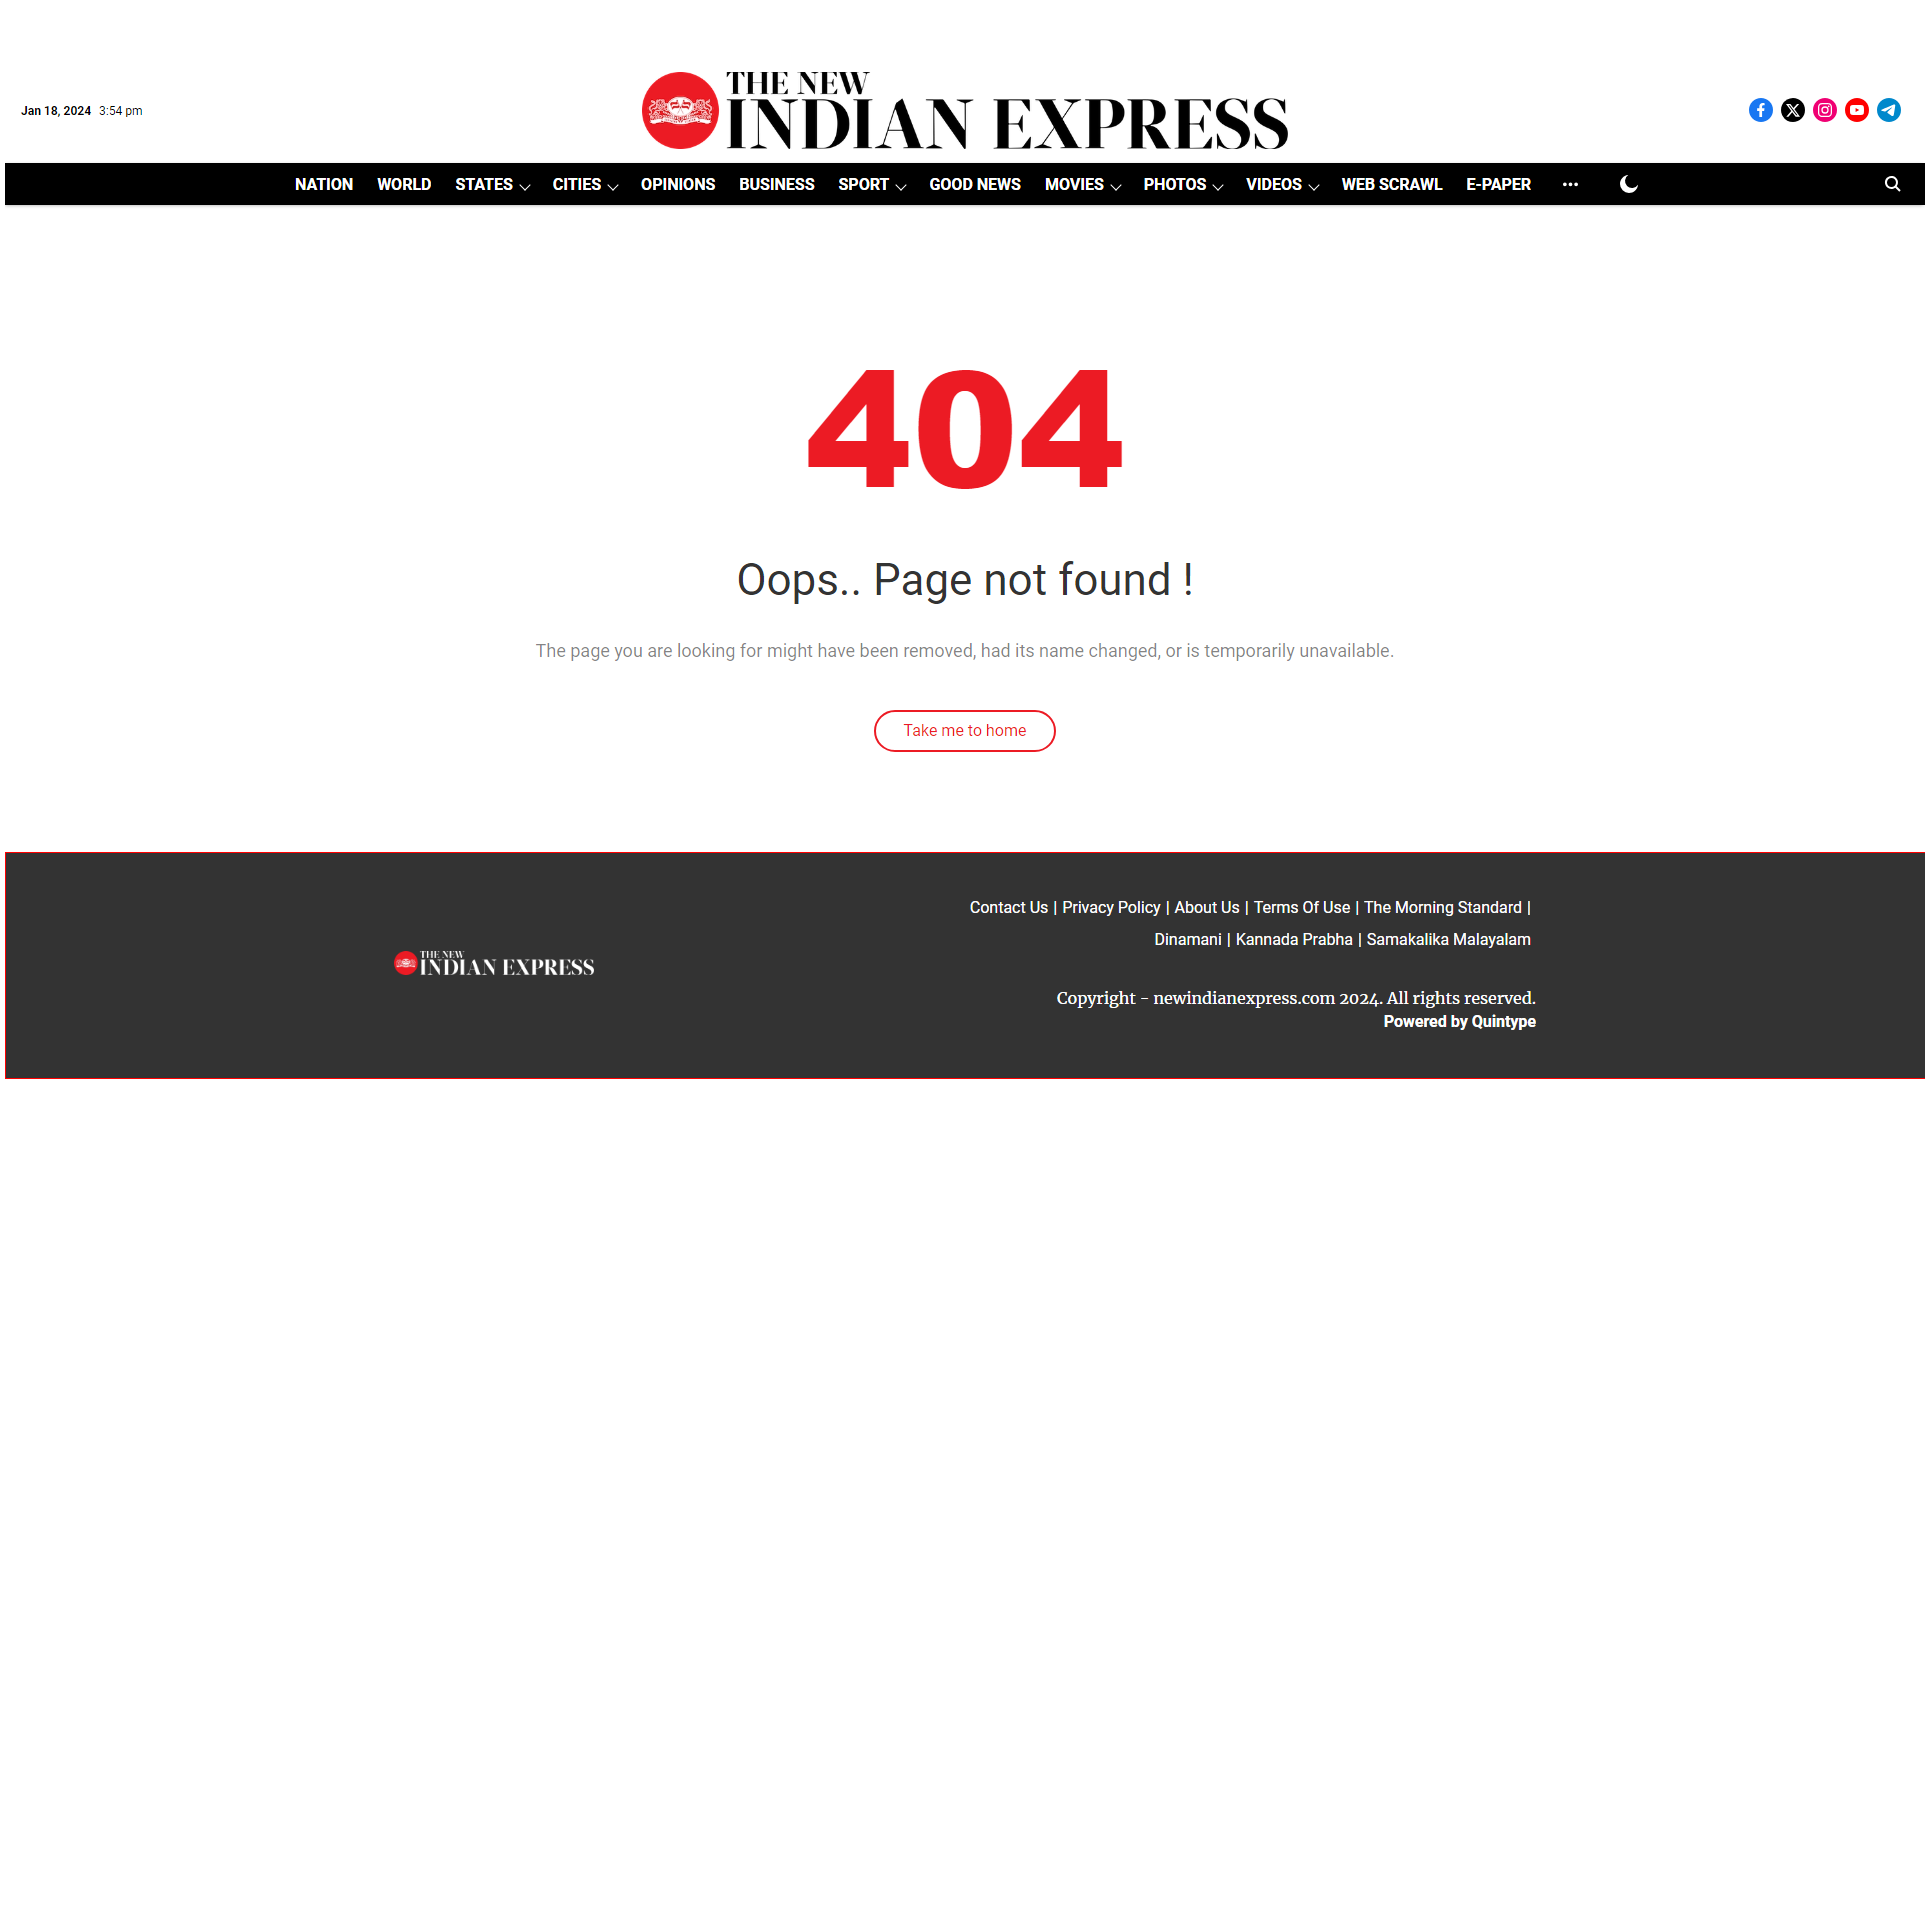 Jan 18, 2024 3:54 pm
THE NEW
INDIAN EXPRESS
NATION WORLD STATES CITIES OPINIONS BUSINESS SPORT GOOD NEWS MOVIES PHOTOS VIDEOS WEB SCRAWL E-PAPER
404
Oops.. Page not found !
The page you are looking for might have been removed, had its name changed, or is temporarily unavailable.
Take me to home
THE NEW
INDIAN EXPRESS
Contact Us | Privacy Policy | About Us | Terms Of Use | The Morning Standard |
Dinamani | Kannada Prabha | Samakalika Malayalam
Copyright - newindianexpress.com 2024. All rights reserved.
Powered by Quintype